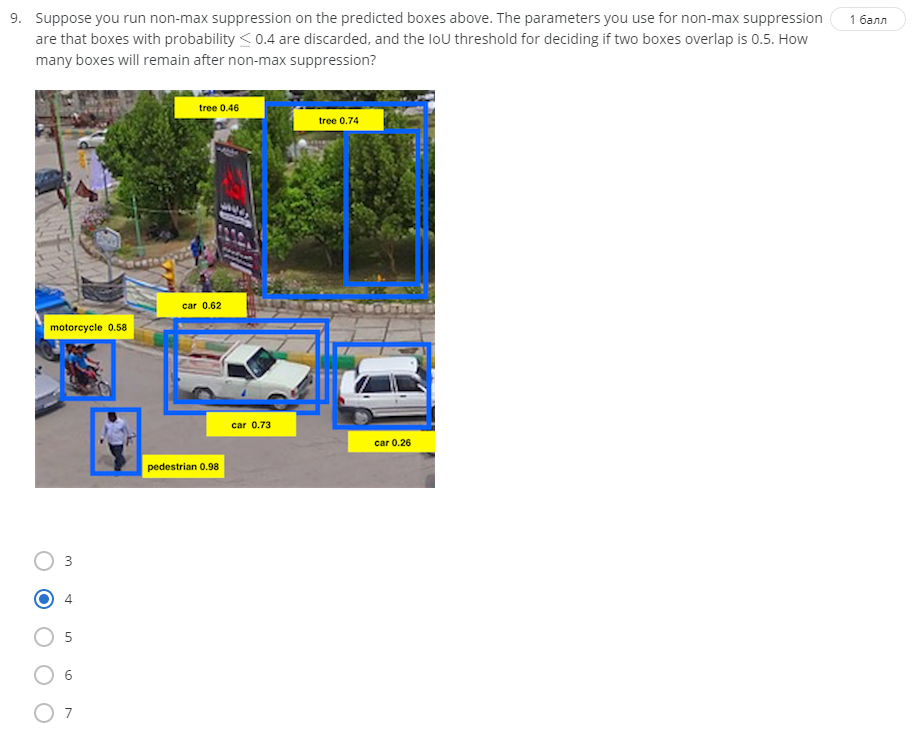 9. Suppose you run non-max suppression on the predicted boxes above. The parameters you use for non-max suppression
1 балл
are that boxes with probability ≤ 0.4 are discarded, and the IoU threshold for deciding if two boxes overlap is 0.5. How
many boxes will remain after non-max suppression?
tree 0.46
tree 0.74
car 0.62
motorcycle 0.58
car 0.73
car 0.26
pedestrian 0.98
3
4
5
6
7